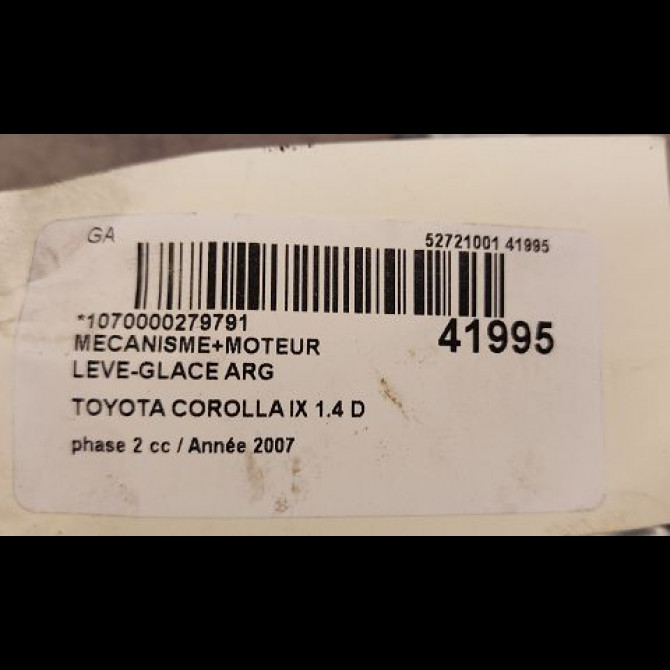 GA
52721001 41995
*1070000279791
41995
MECANISME+MOTEUR
LEVE-GLACE ARG
TOYOTA COROLLA IX 1.4 D
phase 2 cc / Année 2007